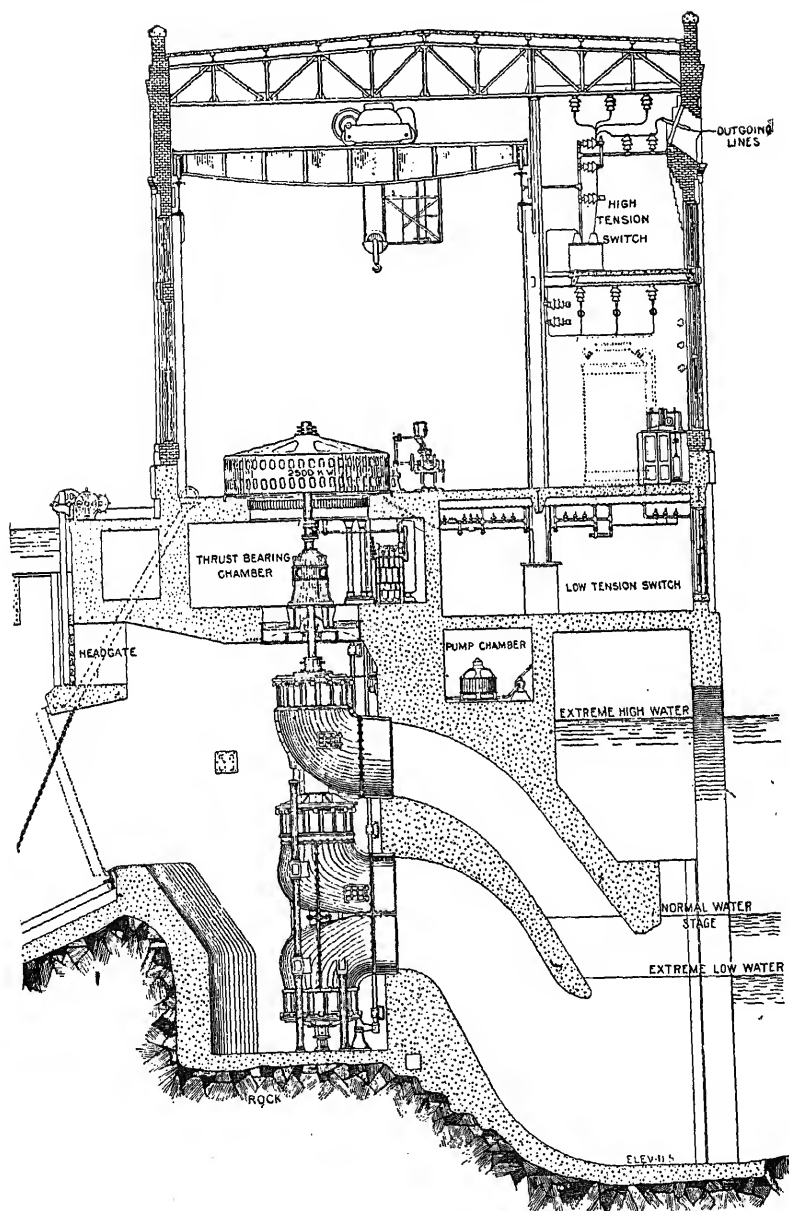 OUTGOING
LINES
HIGH
TENSION
SWITCH
2500 K W
THRUST BEARING
CHAMBER
LOW TENSION SWITCH
HEADGATE
PUMP CHAMBER
EXTREME HIGH WATER
NORMAL WATER
STAGE
EXTREME LOW WATER
ROCK